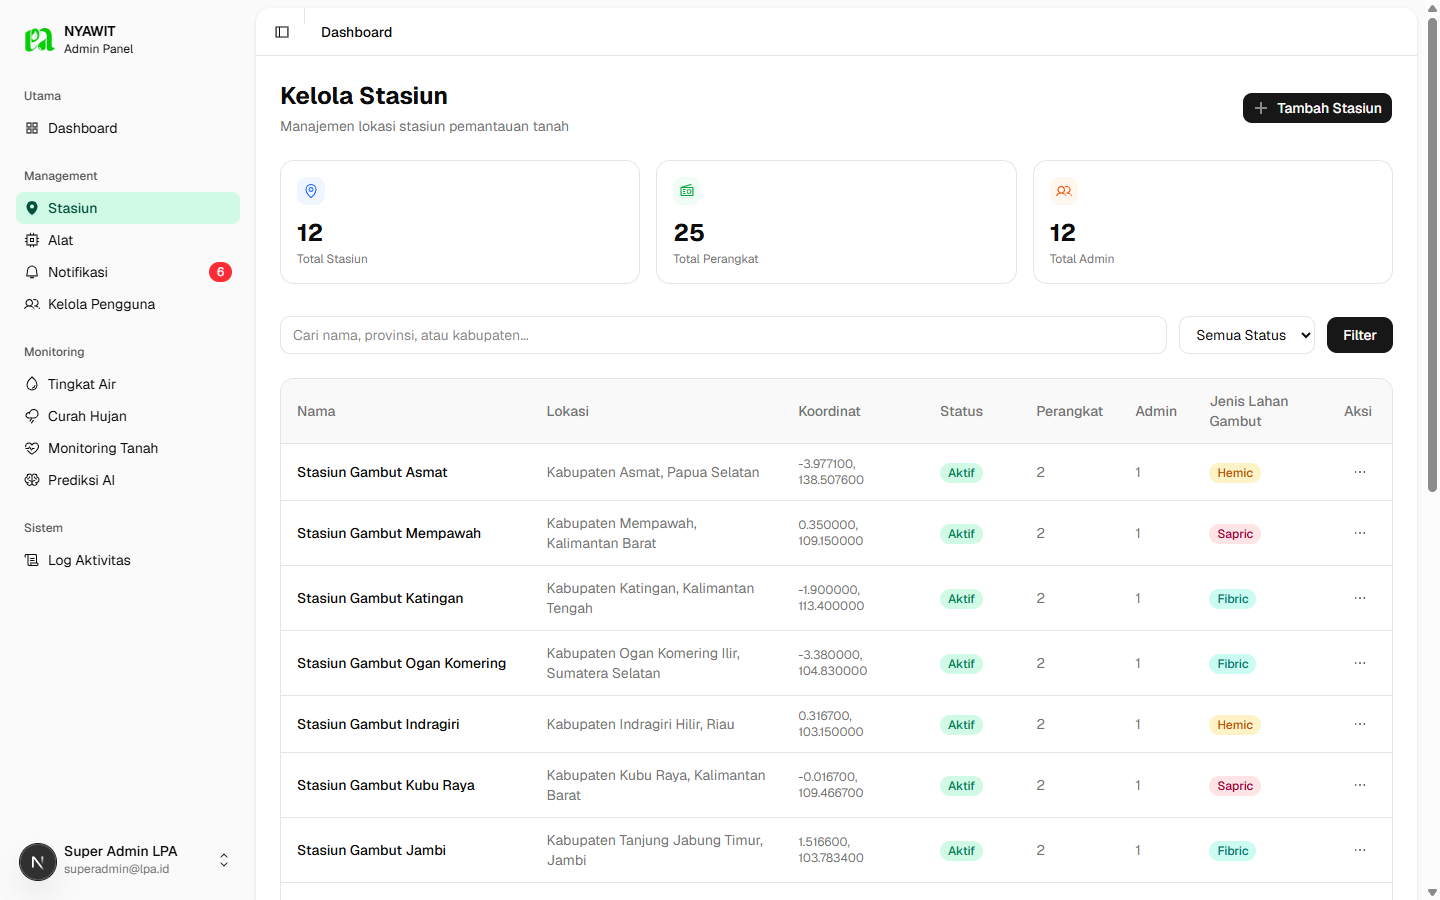 NYAWIT
Admin Panel
Utama
Dashboard
Management
Stasiun
Alat
Notifikasi 6
Kelola Pengguna
Monitoring
Tingkat Air
Curah Hujan
Monitoring Tanah
Prediksi AI
Sistem
Log Aktivitas
N
Super Admin LPA
superadmin@lpa.id
Dashboard
Kelola Stasiun
Manajemen lokasi stasiun pemantauan tanah
Tambah Stasiun
12
Total Stasiun
25
Total Perangkat
12
Total Admin
Cari nama, provinsi, atau kabupaten...
Semua Status
Filter
Nama Lokasi Koordinat Status Perangkat Admin Jenis Lahan
Gambut Aksi
Stasiun Gambut Asmat Kabupaten Asmat, Papua Selatan -3.977100,
138.507600 Aktif 2 1 Hemic ...
Stasiun Gambut Mempawah Kabupaten Mempawah,
Kalimantan Barat 0.350000,
109.150000 Aktif 2 1 Sapric ...
Stasiun Gambut Katingan Kabupaten Katingan, Kalimantan
Tengah -1.900000,
113.400000 Aktif 2 1 Fibric ...
Stasiun Gambut Ogan Komering Kabupaten Ogan Komering Ilir,
Sumatera Selatan -3.380000,
104.830000 Aktif 2 1 Fibric ...
Stasiun Gambut Indragiri Kabupaten Indragiri Hilir, Riau 0.316700,
103.150000 Aktif 2 1 Hemic ...
Stasiun Gambut Kubu Raya Kabupaten Kubu Raya, Kalimantan
Barat -0.016700,
109.466700 Aktif 2 1 Sapric ...
Stasiun Gambut Jambi Kabupaten Tanjung Jabung Timur,
Jambi 1.516600,
103.783400 Aktif 2 1 Fibric ...